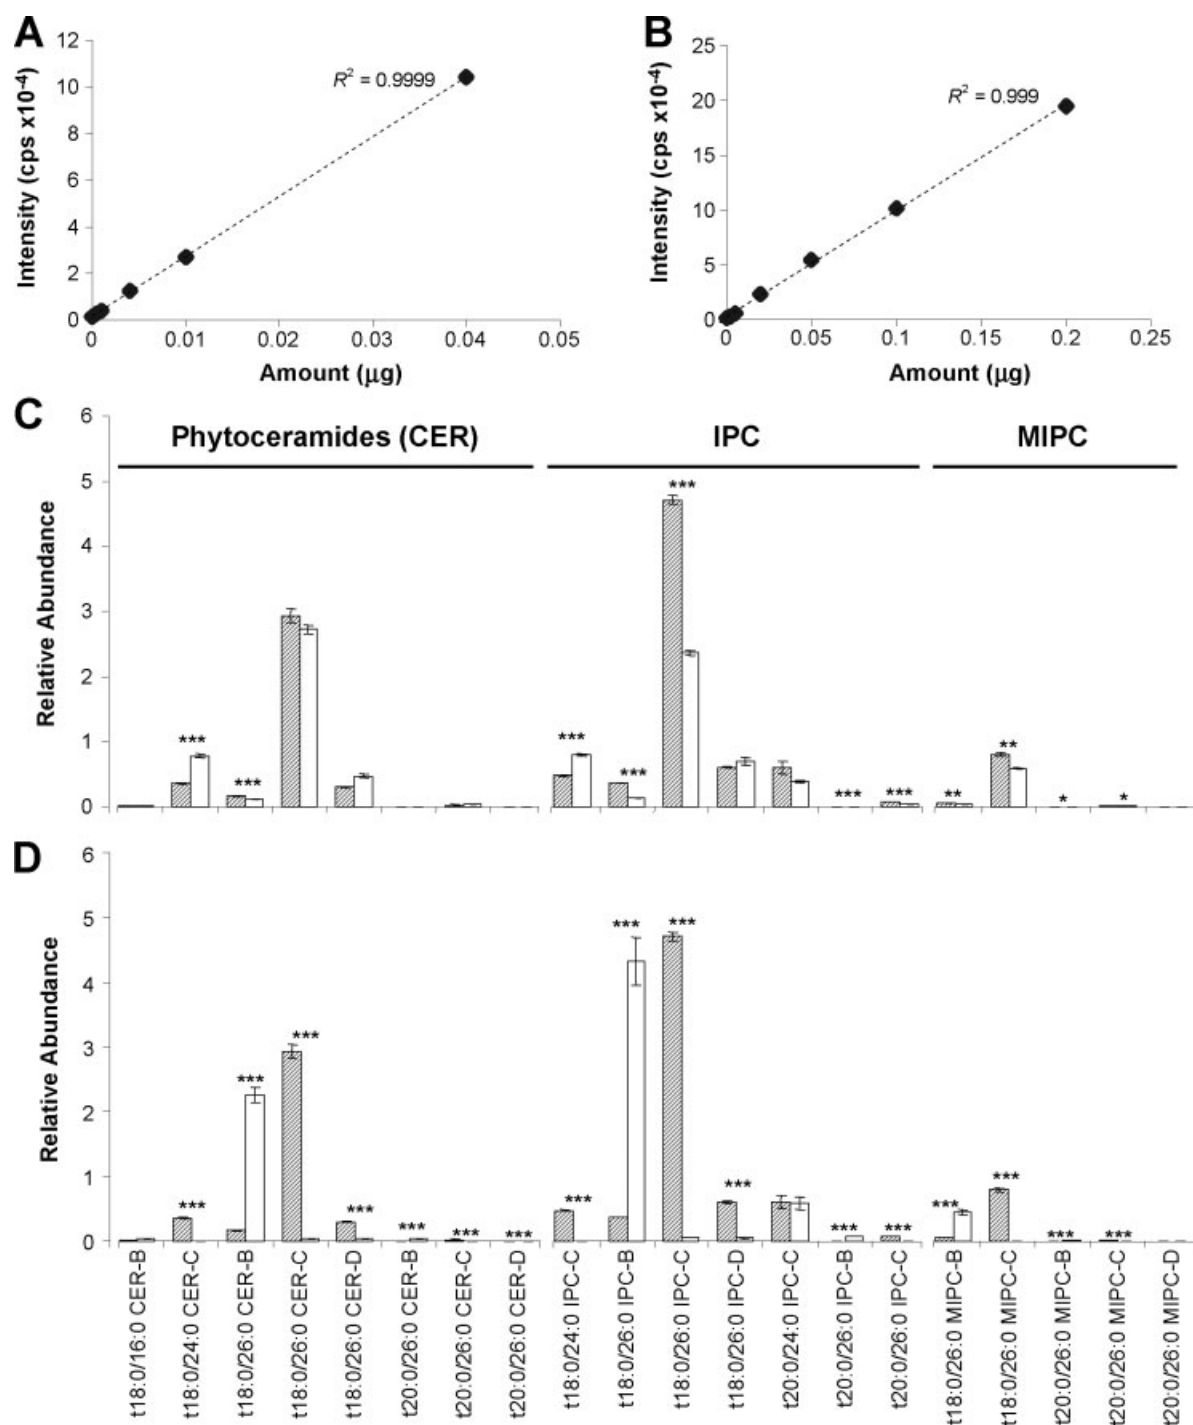 A
12
10
8
6
4
2
0
Intensity (cps x10⁻⁴)
R² = 0.9999
0 0.01 0.02 0.03 0.04 0.05
Amount (μg)
B
25
20
15
10
5
0
Intensity (cps x10⁻⁴)
R² = 0.999
0 0.05 0.1 0.15 0.2 0.25
Amount (μg)
C
6
5
4
3
2
1
0
Relative Abundance
Phytoceramides (CER) IPC MIPC
***
*** ** 
*** *** 
*** *** *** ** * *
D
6
5
4
3
2
1
0
Relative Abundance
*** ***
***
***
*** *** *** *** *** *** *** *** *** *** *** *** *** ***
t18:0/16:0 CER-B
t18:0/24:0 CER-C
t18:0/26:0 CER-B
t18:0/26:0 CER-C
t18:0/26:0 CER-D
t20:0/26:0 CER-B
t20:0/26:0 CER-C
t20:0/26:0 CER-D
t18:0/24:0 IPC-C
t18:0/26:0 IPC-B
t18:0/26:0 IPC-C
t18:0/26:0 IPC-D
t20:0/24:0 IPC-C
t20:0/26:0 IPC-B
t20:0/26:0 IPC-C
t18:0/26:0 MIPC-B
t18:0/26:0 MIPC-C
t20:0/26:0 MIPC-B
t20:0/26:0 MIPC-C
t20:0/26:0 MIPC-D